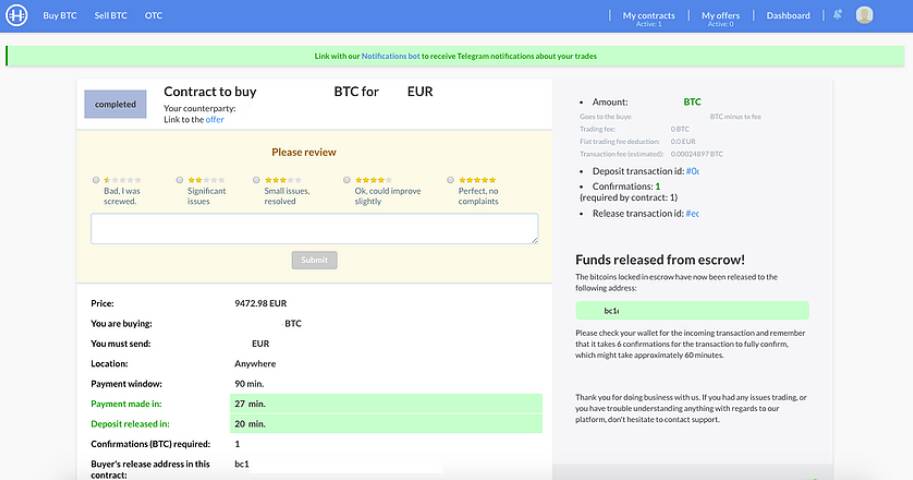 Buy BTC Sell BTC OTC My contracts My offers Dashboard
Active: 1 Active: 0
Link with our Notifications bot to receive Telegram notifications about your trades
completed
Contract to buy BTC for EUR
Your counterparty:
Link to the offer
Please review
Bad, I was
screwed.
Significant
issues
Small issues,
resolved
Ok, could improve
slightly
Perfect, no
complaints
Submit
Price: 9472.98 EUR
You are buying: BTC
You must send: EUR
Location: Anywhere
Payment window: 90 min.
Payment made in: 27 min.
Deposit released in: 20 min.
Confirmations (BTC) required: 1
Buyer's release address in this bc1
contract:
Amount: BTC
Goes to the buye: BTC minus tx fee
Trading fee: 0 BTC
Fiat trading fee deduction: 0.0 EUR
Transaction fee (estimated): 0.00024897 BTC
Deposit transaction id: #0
Confirmations: 1
(required by contract: 1)
Release transaction id: #ec
Funds released from escrow!
The bitcoins locked in escrow have now been released to the
following address:
bc1
Please check your wallet for the incoming transaction and remember
that it takes 6 confirmations for the transaction to fully confirm,
which might take approximately 60 minutes.
Thank you for doing business with us. If you had any issues trading, or
you have trouble understanding anything with regards to our
platform, don't hesitate to contact support.